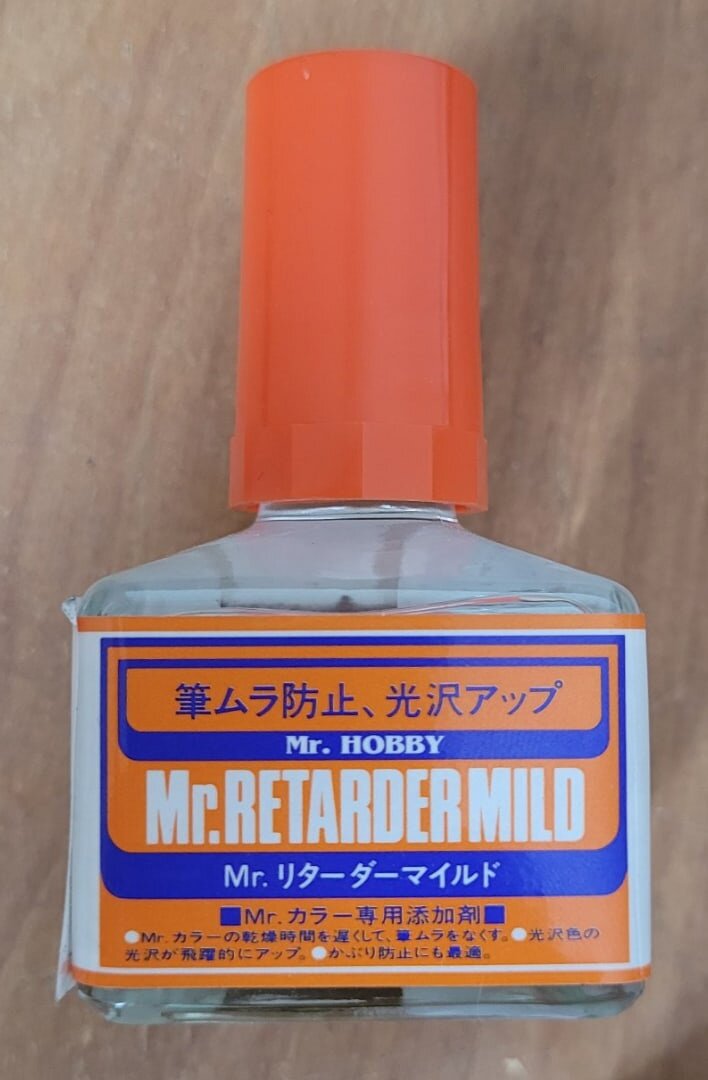 筆ムラ防止、光沢アップ
Mr. HOBBY
Mr.RETARDER MILD
Mr.リターダーマイルド
■Mr.カラー専用添加剤■
●Mr.カラーの乾燥時間を遅くして、筆ムラをなくす。●光沢色の
光沢が飛躍的にアップ。●かぶり防止にも最適。